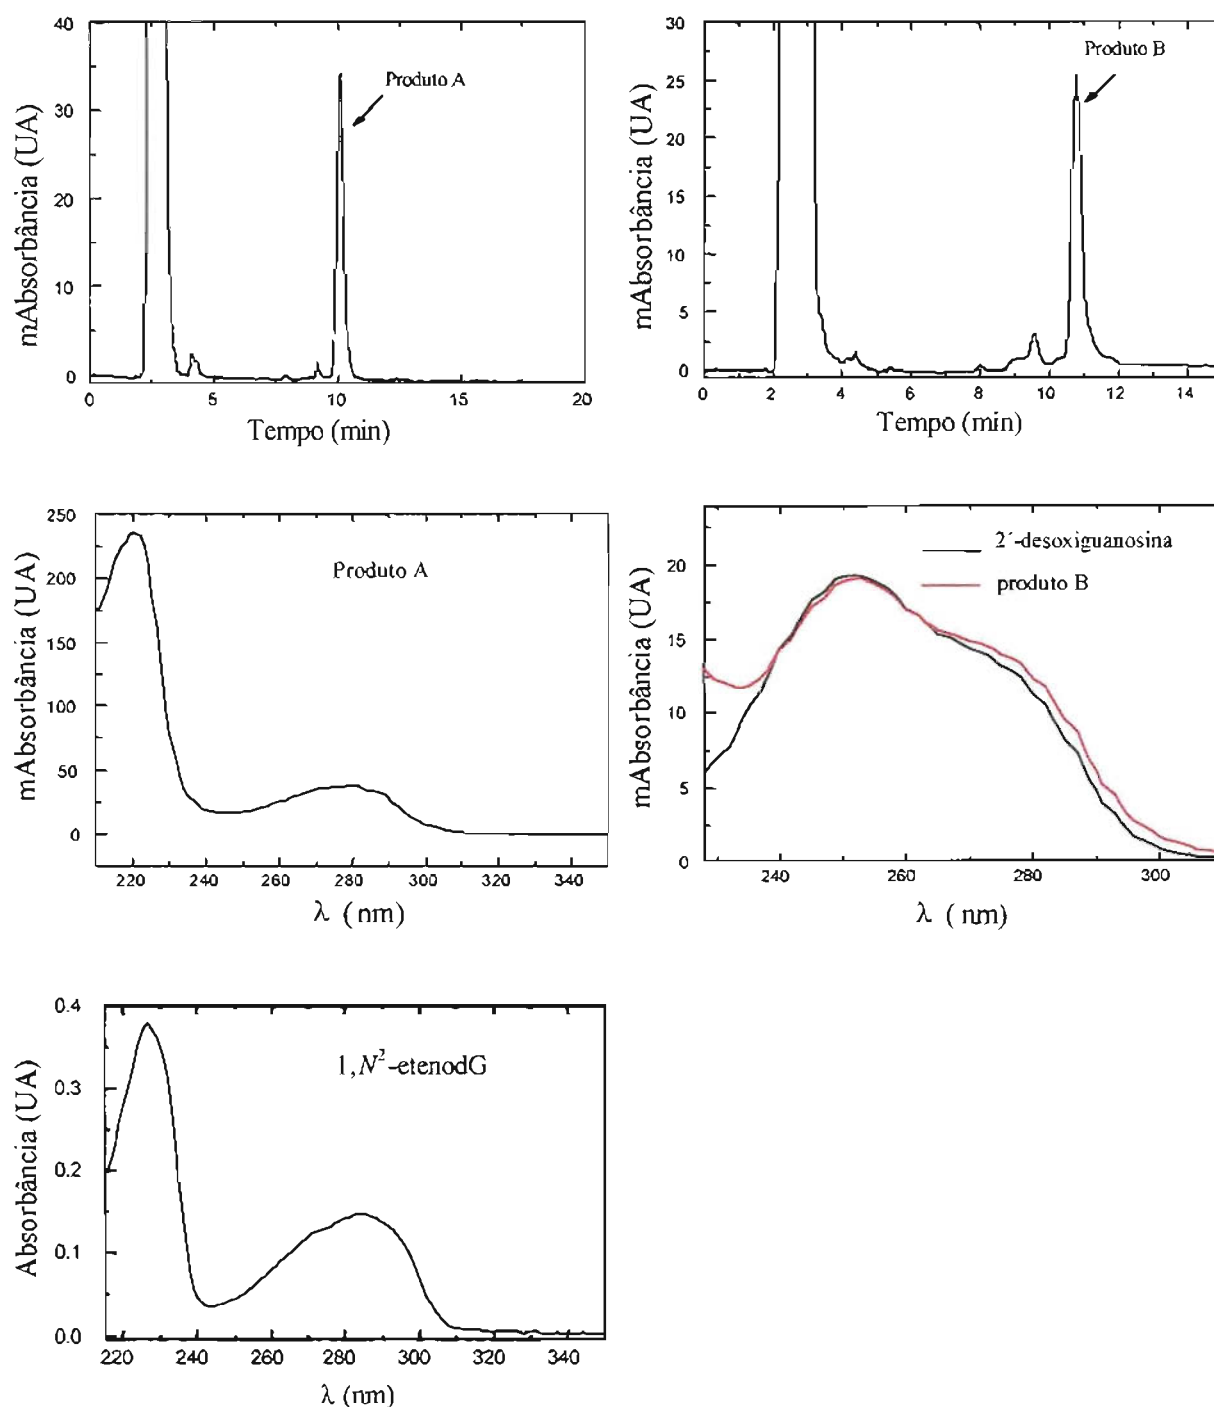 40
30
20
10
0
mAbsorbância (UA)
Produto A
0
5
10
15
20
Tempo (min)
30
25
20
15
10
5
0
mAbsorbância (UA)
Produto B
0
2
4
6
8
10
12
14
Tempo (min)
250
200
150
100
50
0
mAbsorbância (UA)
Produto A
220 240 260 280 300 320 340
λ ( nm)
20
15
10
5
0
mAbsorbância (UA)
2´-desoxiguanosina
produto B
240 260 280 300
λ ( nm)
0.4
0.3
0.2
0.1
0.0
Absorbância (UA)
1,N²-etenodG
220 240 260 280 300 320 340
λ (nm)